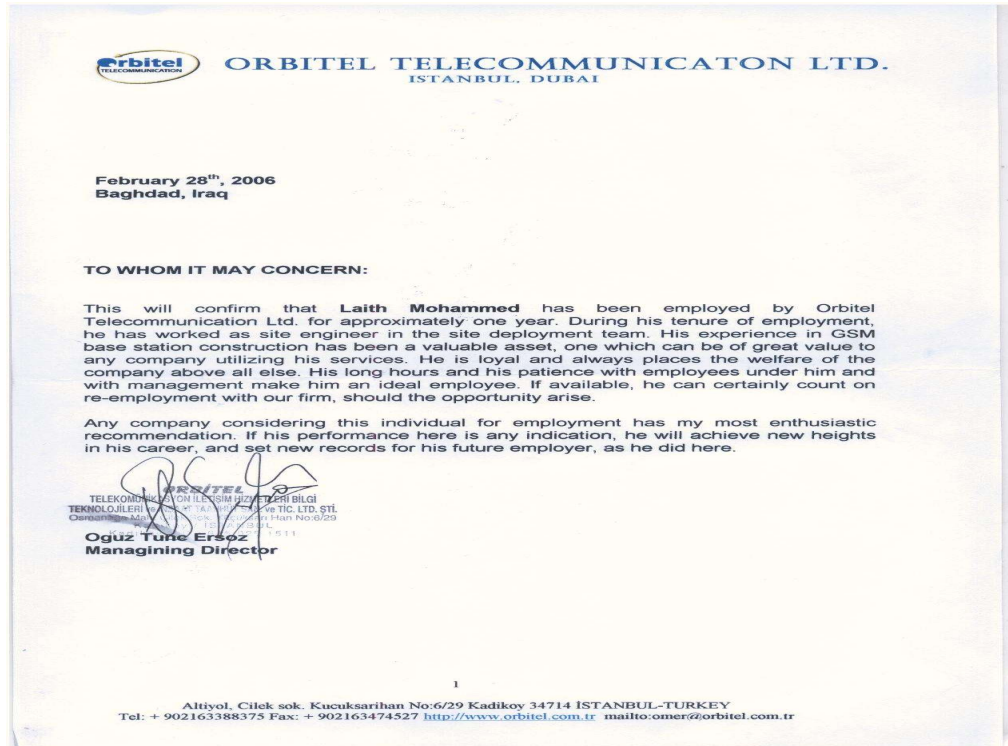 Orbitel
TELECOMMUNICATION
ORBITEL TELECOMMUNICATON LTD.
ISTANBUL, DUBAI
February 28th, 2006
Baghdad, Iraq
TO WHOM IT MAY CONCERN:
This will confirm that Laith Mohammed has been employed by Orbitel
Telecommunication Ltd. for approximately one year. During his tenure of employment,
he has worked as site engineer in the site deployment team. His experience in GSM
base station construction has been a valuable asset, one which can be of great value to
any company utilizing his services. He is loyal and always places the welfare of the
company above all else. His long hours and his patience with employees under him and
with management make him an ideal employee. If available, he can certainly count on
re-employment with our firm, should the opportunity arise.
Any company considering this individual for employment has my most enthusiastic
recommendation. If his performance here is any indication, he will achieve new heights
in his career, and set new records for his future employer, as he did here.
ORBİTEL
TELEKOMÜNİKASYON İLETİŞİM HİZMETLERİ BİLGİ
TEKNOLOJİLERİ ve TİC. LTD. ŞTİ.
Han No:6/29
İSTANBUL
Oguz Tunc Ersoz
Managining Director
1
Altiyol, Cilek sok. Kucuksarihan No:6/29 Kadikoy 34714 İSTANBUL-TURKEY
Tel: + 902163388375 Fax: + 902163474527 http://www.orbitel.com.tr mailto:omer@orbitel.com.tr